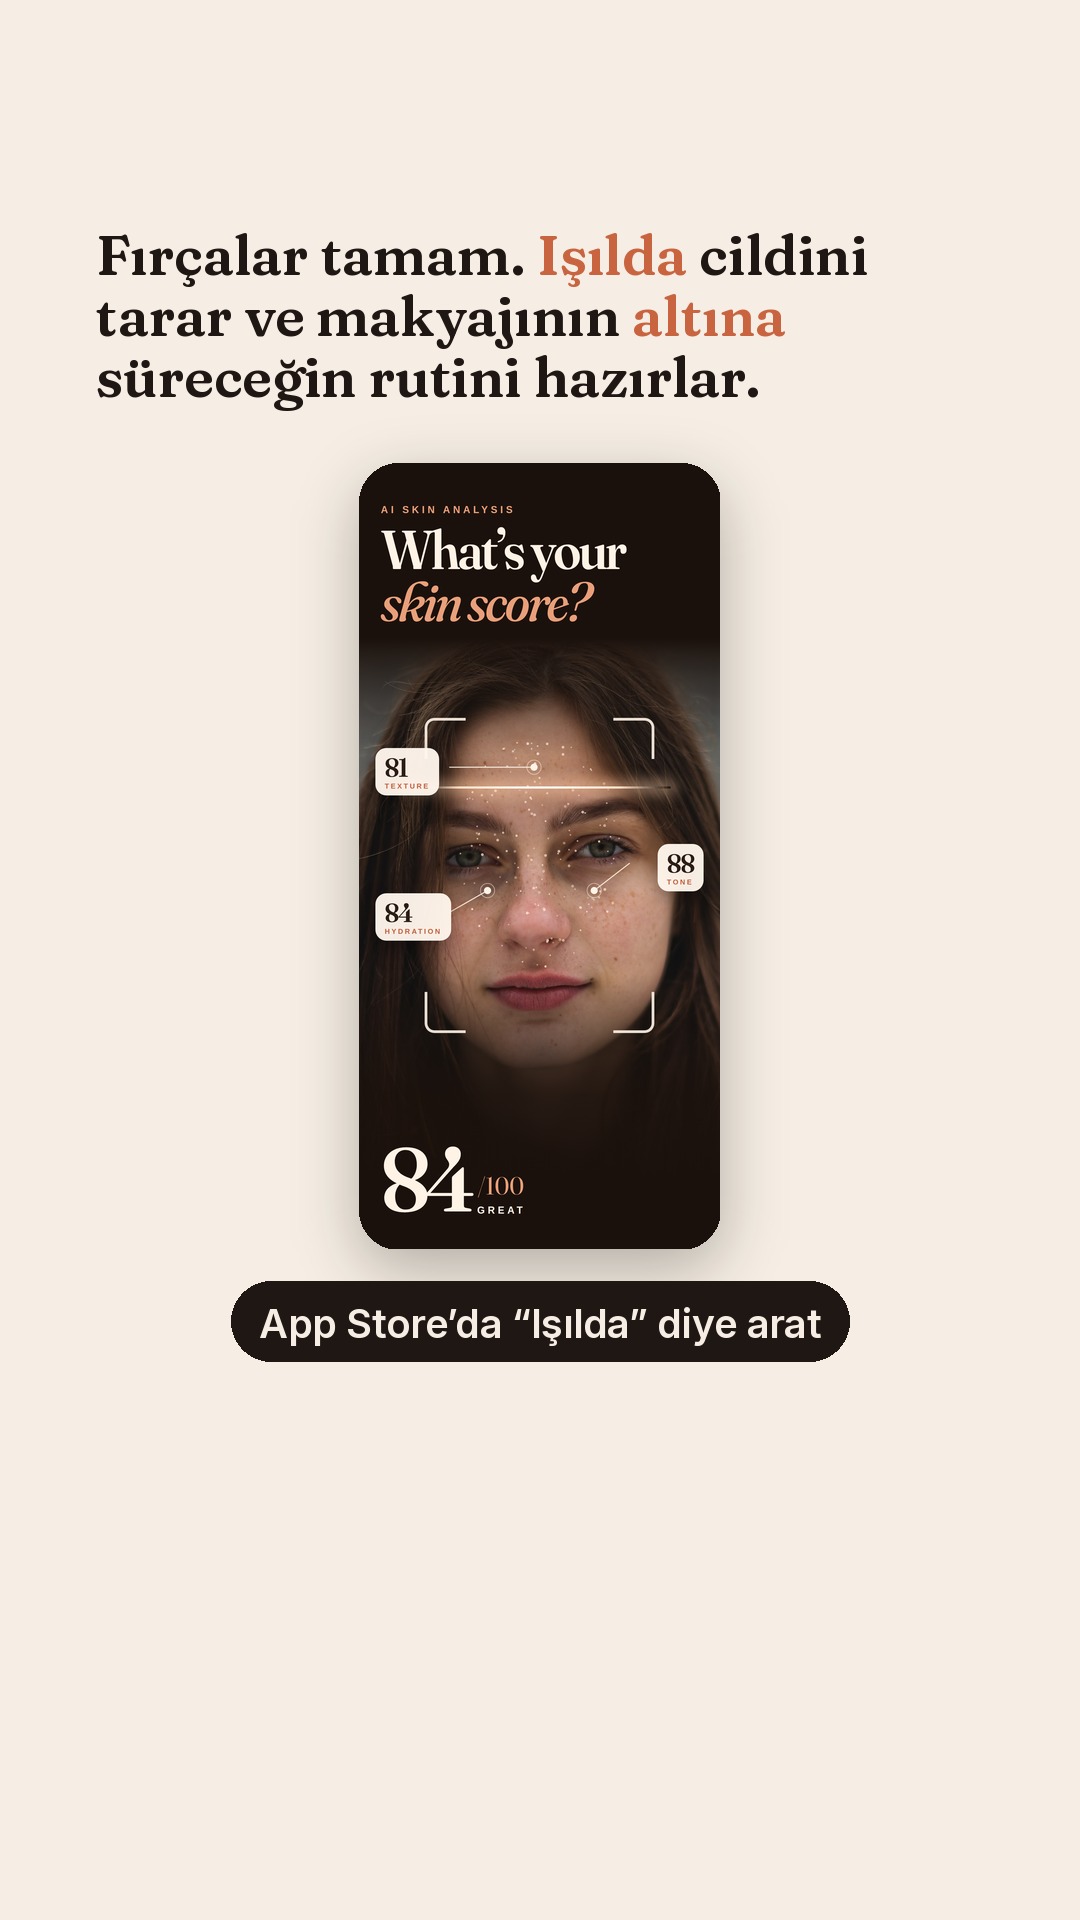 Fırçalar tamam. Işılda cildini
tarar ve makyajının altına
süreceğin rutini hazırlar.
AI SKIN ANALYSIS
What’s your
skin score?
81
TEXTURE
88
TONE
84
HYDRATION
84 /100
GREAT
App Store’da “Işılda” diye arat